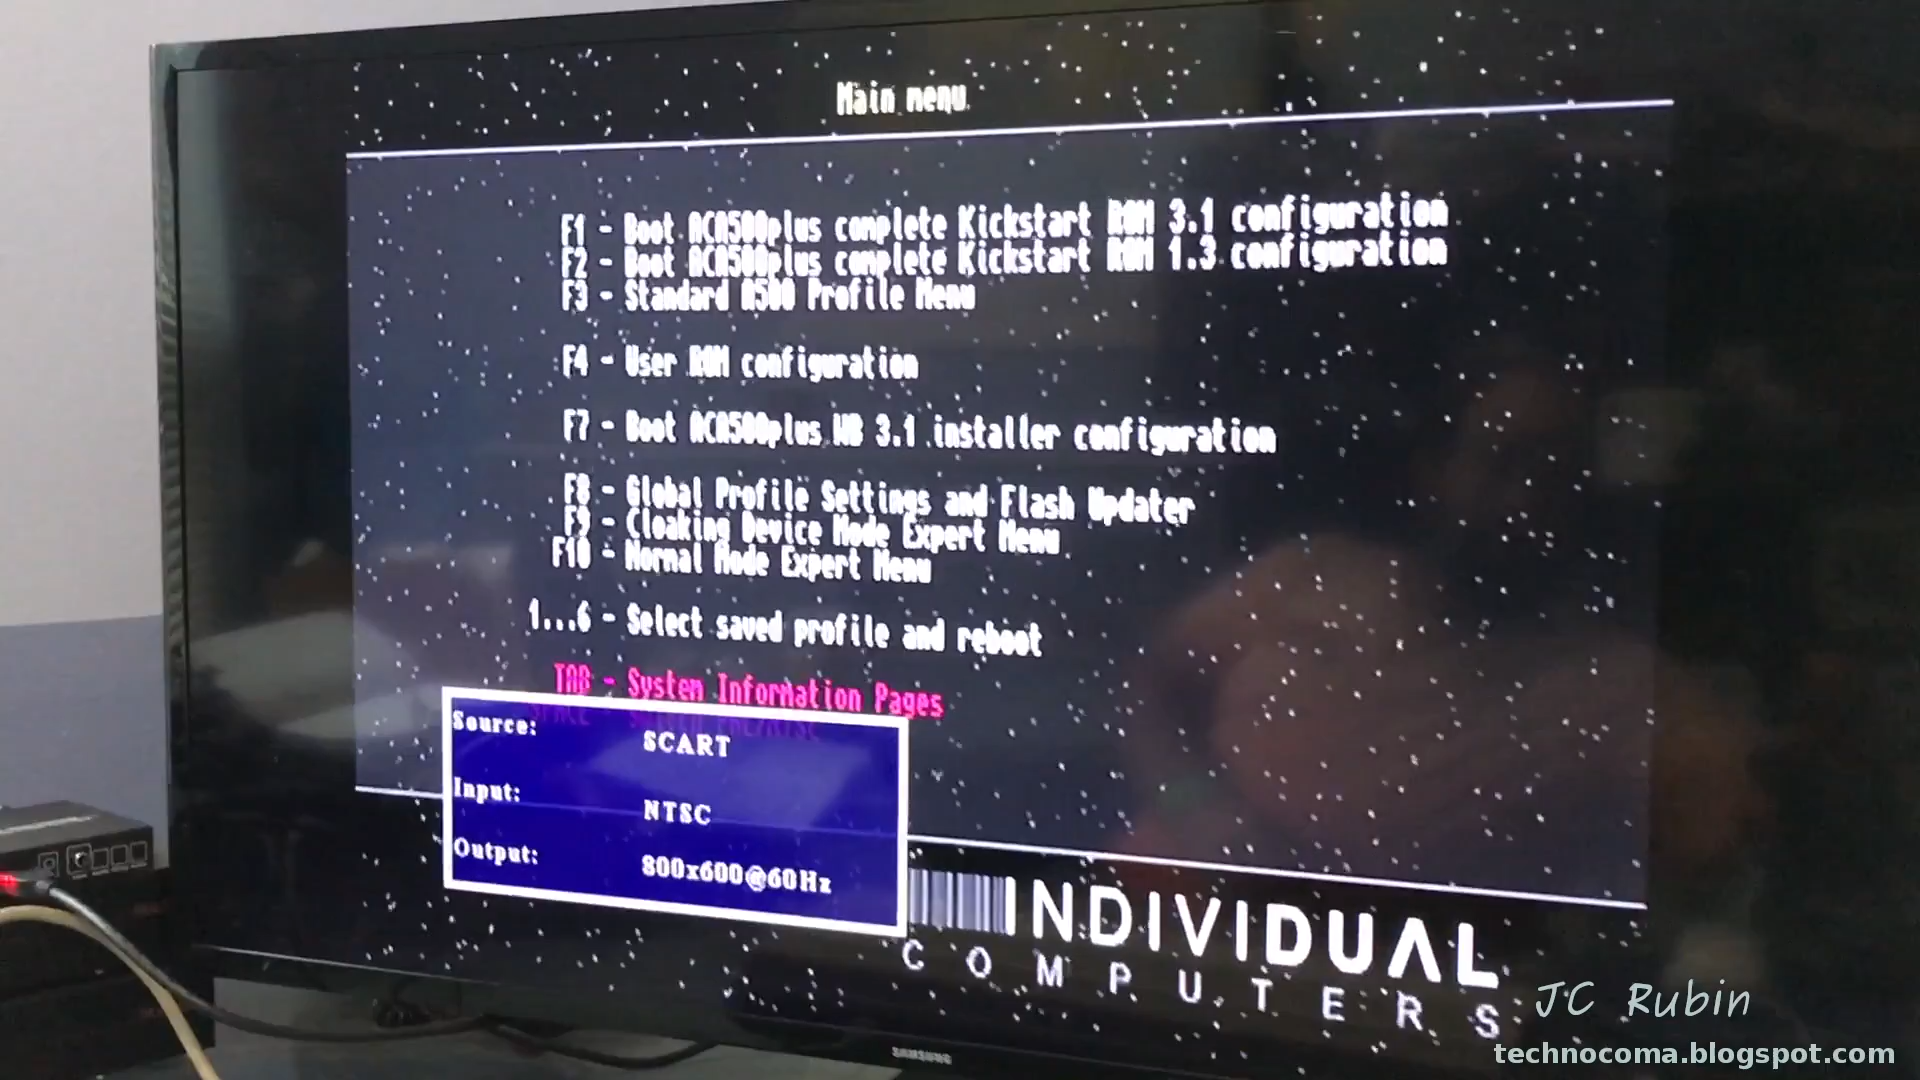 Main menu
F1 - Boot ACA500plus complete Kickstart ROM 3.1 configuration
F2 - Boot ACA500plus complete Kickstart ROM 1.3 configuration
F3 - Standard A500 Profile Menu
F4 - User ROM configuration
F7 - Boot ACA500plus WB 3.1 installer configuration
F8 - Global Profile Settings and Flash Updater
F9 - Cloaking Device Mode Expert Menu
F10 - Normal Mode Expert Menu
1...6 - Select saved profile and reboot
TAB - System Information Pages
SPACE - Switch PAL/NTSC
Source:
SCART
Input:
NTSC
Output:
800x600@60Hz
INDIVIDUAL
COMPUTERS
JC Rubin
SAMSUNG
technocoma.blogspot.com